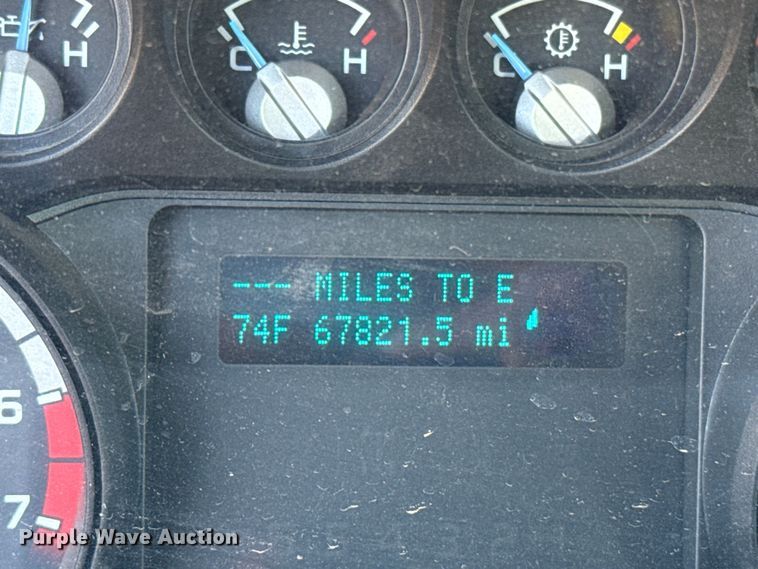 H
C H
C H
--- MILES TO E
74F 67821.5 mi
6
7
Purple Wave Auction